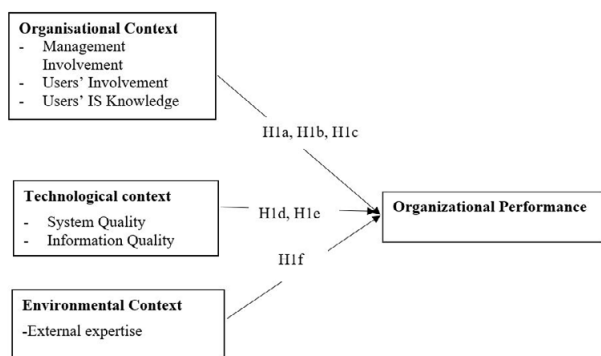 Organisational Context
- Management
Involvement
- Users' Involvement
- Users' IS Knowledge
H1a, H1b, H1c
Technological context
- System Quality
- Information Quality
H1d, H1e
Organizational Performance
H1f
Environmental Context
-External expertise